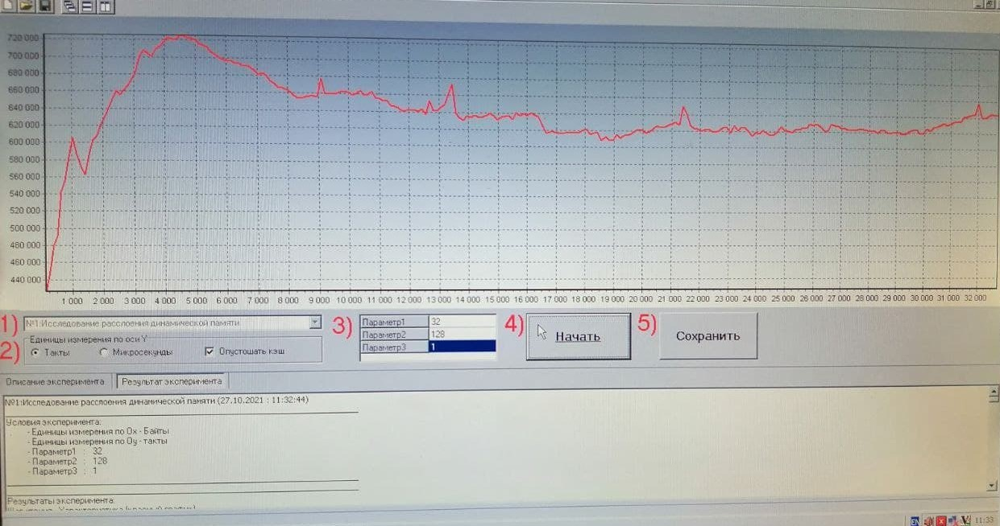 720 000
700 000
680 000
660 000
640 000
620 000
600 000
580 000
560 000
540 000
520 000
500 000
480 000
460 000
440 000
1 000 2 000 3 000 4 000 5 000 6 000 7 000 8 000 9 000 10 000 11 000 12 000 13 000 14 000 15 000 16 000 17 000 18 000 19 000 20 000 21 000 22 000 23 000 24 000 25 000 26 000 27 000 28 000 29 000 30 000 31 000 32 000
1) №1:Исследование расслоения динамической памяти
2) Единицы измерения по оси Y
Такты Микросекунды Опустошать кэш
3) Параметр1 32
Параметр2 128
Параметр3 1
4) Начать
5) Сохранить
Описание эксперимента Результат эксперимента
№1:Исследование расслоения динамической памяти (27.10.2021 : 11:32:44)
Условия эксперимента:
- Единицы измерения по Ox - Байты
- Единицы измерения по Oy - такты
- Параметр1 : 32
- Параметр2 : 128
- Параметр3 : 1
Результаты эксперимента:
EN 11:33